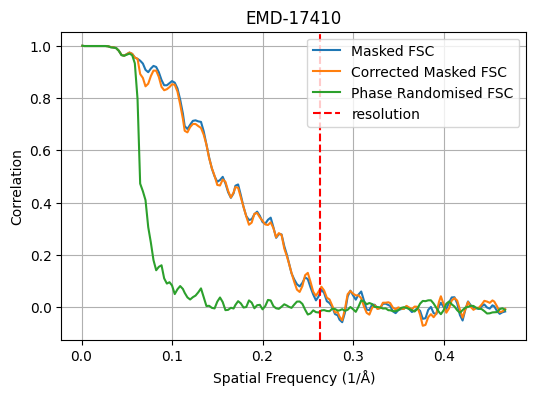 EMD-17410
Masked FSC
Corrected Masked FSC
Phase Randomised FSC
resolution
Correlation
1.0
0.8
0.6
0.4
0.2
0.0
0.0 0.1 0.2 0.3 0.4
Spatial Frequency (1/Å)